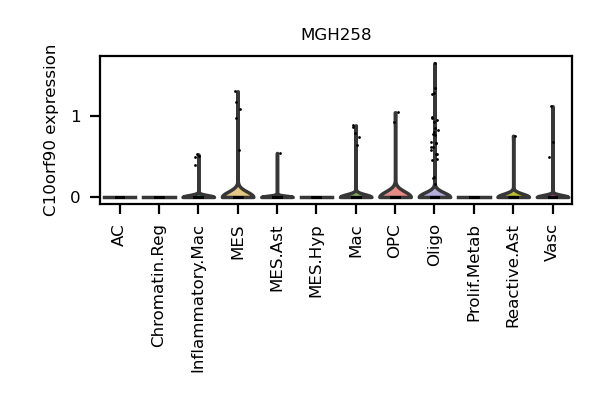 MGH258
C10orf90 expression
1
0
AC
Chromatin.Reg
Inflammatory.Mac
MES
MES.Ast
MES.Hyp
Mac
OPC
Oligo
Prolif.Metab
Reactive.Ast
Vasc